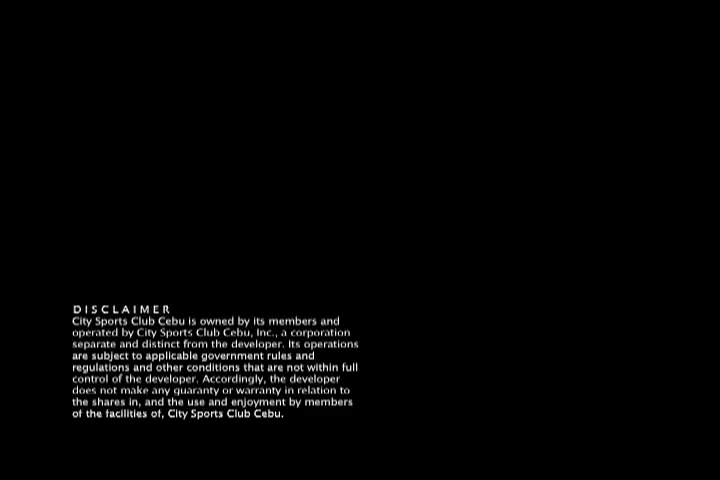 DISCLAIMER
City Sports Club Cebu is owned by its members and
operated by City Sports Club Cebu, Inc., a corporation
separate and distinct from the developer. Its operations
are subject to applicable government rules and
regulations and other conditions that are not within full
control of the developer. Accordingly, the developer
does not make any guaranty or warranty in relation to
the shares in, and the use and enjoyment by members
of the facilities of, City Sports Club Cebu.